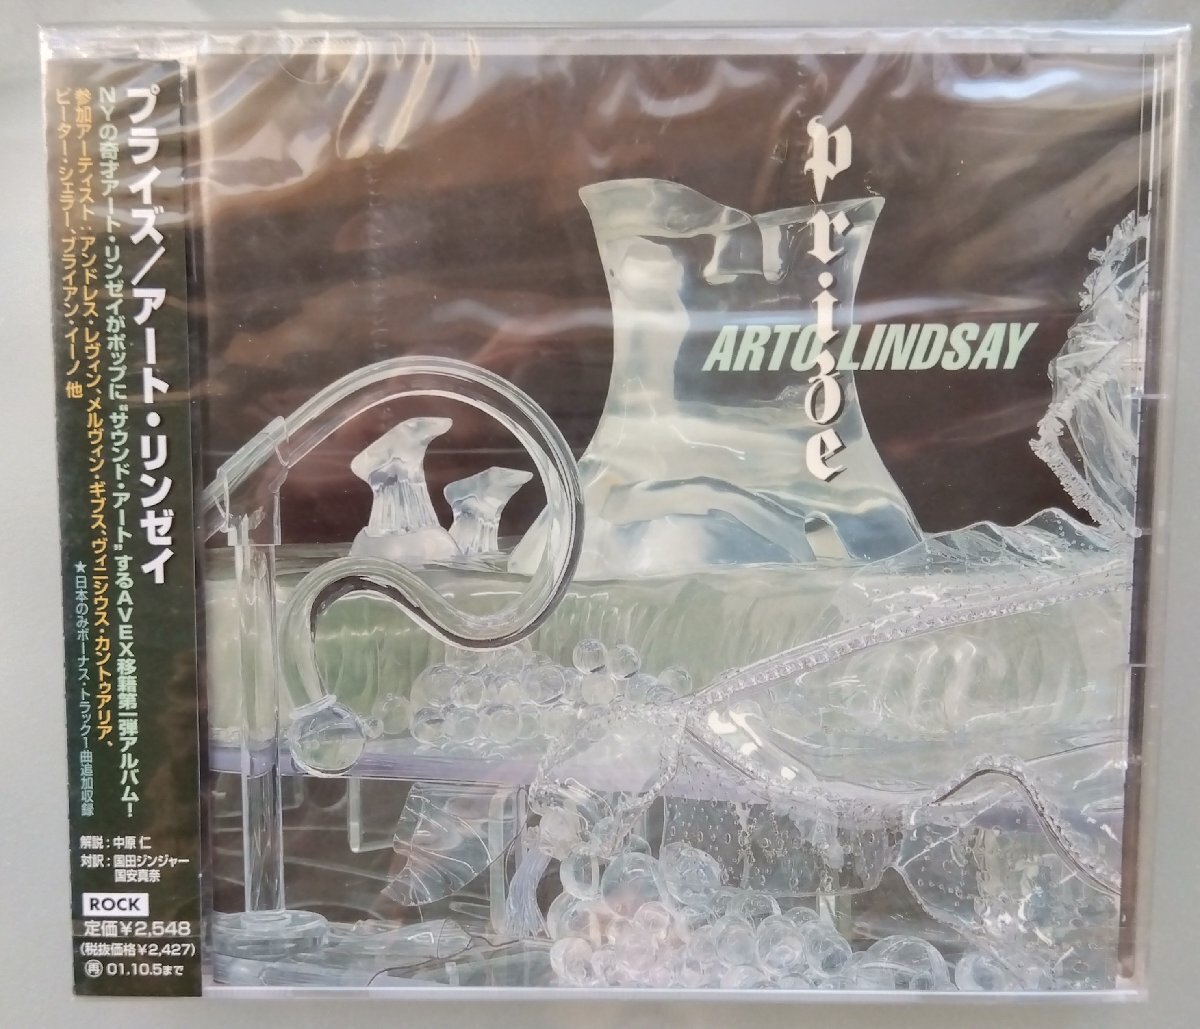 プライズ/アート・リンゼイ
NYの奇才アート・リンゼイがポップに“サウンド・アート”するAVEX移籍第一弾アルバム!
参加アーティスト:アンドレス・レヴィン、メルヴィン・ギブス、ヴィニシウス・カントゥアリア、
ピーター・シェラー、ブライアン・イーノ 他
★日本のみボーナス・トラック1曲追加収録
解説:中原 仁
対訳:国田ジンジャー
国安真奈
ROCK
定価¥2,548
(税抜価格¥2,427)
再 01.10.5まで
prize
ARTO LINDSAY